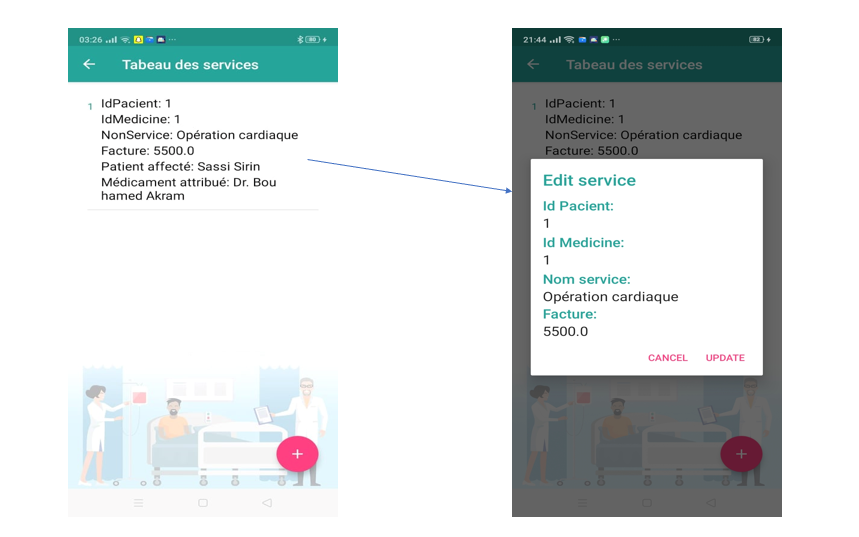 03:26
80
Tabeau des services
1
IdPacient: 1
IdMedicine: 1
NonService: Opération cardiaque
Facture: 5500.0
Patient affecté: Sassi Sirin
Médicament attribué: Dr. Bou
hamed Akram
+
21:44
82
Tabeau des services
1
IdPacient: 1
IdMedicine: 1
NonService: Opération cardiaque
Facture: 5500.0
Edit service
Id Pacient:
1
Id Medicine:
1
Nom service:
Opération cardiaque
Facture:
5500.0
CANCEL UPDATE
+